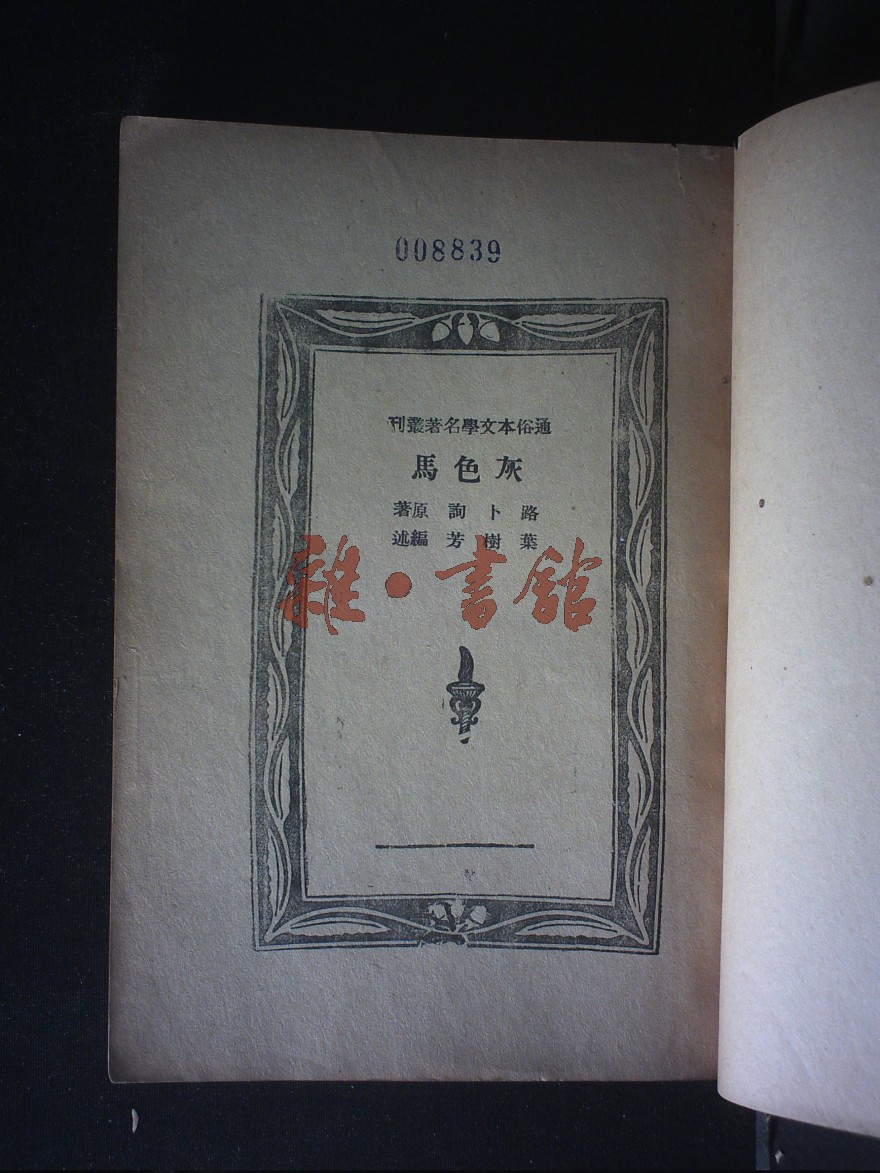 008839
通俗本文學名著叢刊
灰色馬
路卜詢原著
葉樹芳編述
雜·書館